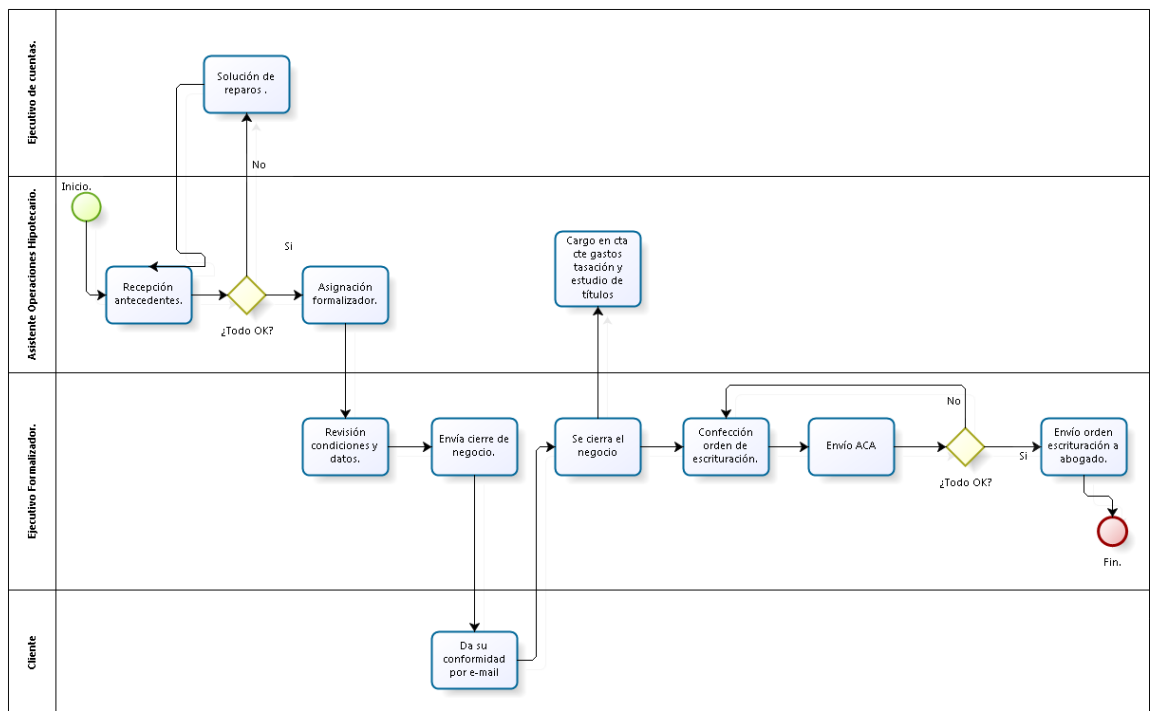 Ejecutivo de cuentas.
Solución de
reparos .
No
Asistente Operaciones Hipotecario.
Inicio.
Recepción
antecedentes.
¿Todo OK?
Si
Asignación
formalizador.
Cargo en cta
cte gastos
tasación y
estudio de
títulos
Ejecutivo Formalizador.
Revisión
condiciones y
datos.
Envía cierre de
negocio.
Se cierra el
negocio
Confección
orden de
escrituración.
Envío ACA
No
¿Todo OK?
Si
Envío orden
escrituración a
abogado.
Fin.
Cliente
Da su
conformidad
por e-mail